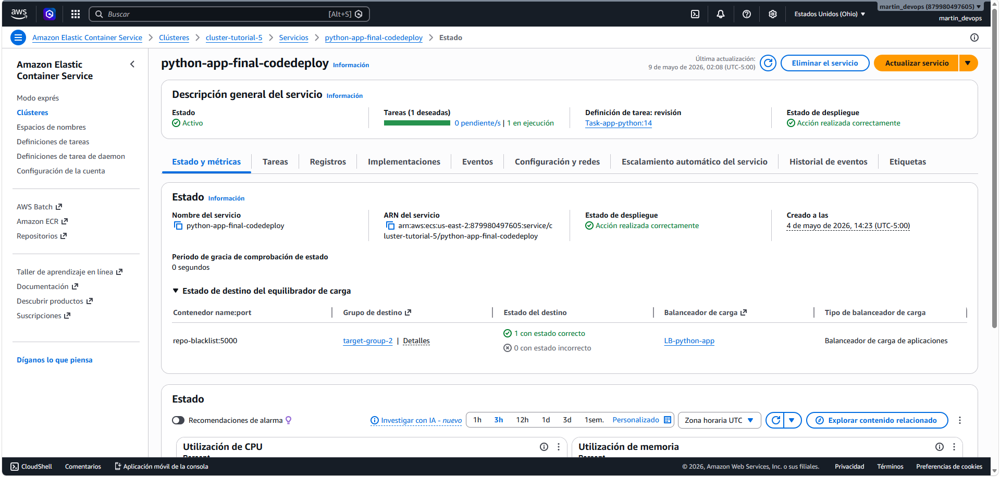 aws
Buscar [Alt+S]
Estados Unidos (Ohio)
martin_devops (879980497605)
martin_devops
Amazon Elastic Container Service
Clústeres
cluster-tutorial-5
Servicios
python-app-final-codedeploy
Estado
Amazon Elastic
Container Service
Modo exprés
Clústeres
Espacios de nombres
Definiciones de tareas
Definiciones de tarea de daemon
Configuración de la cuenta
AWS Batch
Amazon ECR
Repositorios
Taller de aprendizaje en línea
Documentación
Descubrir productos
Suscripciones
Díganos lo que piensa
python-app-final-codedeploy Información
Última actualización:
9 de mayo de 2026, 02:08 (UTC-5:00)
Eliminar el servicio
Actualizar servicio
Descripción general del servicio Información
Estado
Activo
Tareas (1 deseadas)
0 pendiente/s | 1 en ejecución
Definición de tarea: revisión
Task-app-python:14
Estado de despliegue
Acción realizada correctamente
Estado y métricas
Tareas
Registros
Implementaciones
Eventos
Configuración y redes
Escalamiento automático del servicio
Historial de eventos
Etiquetas
Estado Información
Nombre del servicio
python-app-final-codedeploy
ARN del servicio
arn:aws:ecs:us-east-2:879980497605:service/c
luster-tutorial-5/python-app-final-codedeploy
Estado de despliegue
Acción realizada correctamente
Creado a las
4 de mayo de 2026, 14:23 (UTC-5:00)
Periodo de gracia de comprobación de estado
0 segundos
Estado de destino del equilibrador de carga
Contenedor name:port
Grupo de destino
Estado del destino
Balanceador de carga
Tipo de balanceador de carga
repo-blacklist:5000
target-group-2 | Detalles
1 con estado correcto
0 con estado incorrecto
LB-python-app
Balanceador de carga de aplicaciones
Estado
Recomendaciones de alarma
Investigar con IA - nuevo
1h
3h
12h
1d
3d
1sem.
Personalizado
Zona horaria UTC
Explorar contenido relacionado
Utilización de CPU
Percent
Utilización de memoria
Percent
CloudShell
Comentarios
Aplicación móvil de la consola
© 2026, Amazon Web Services, Inc. o sus filiales.
Privacidad
Términos
Preferencias de cookies